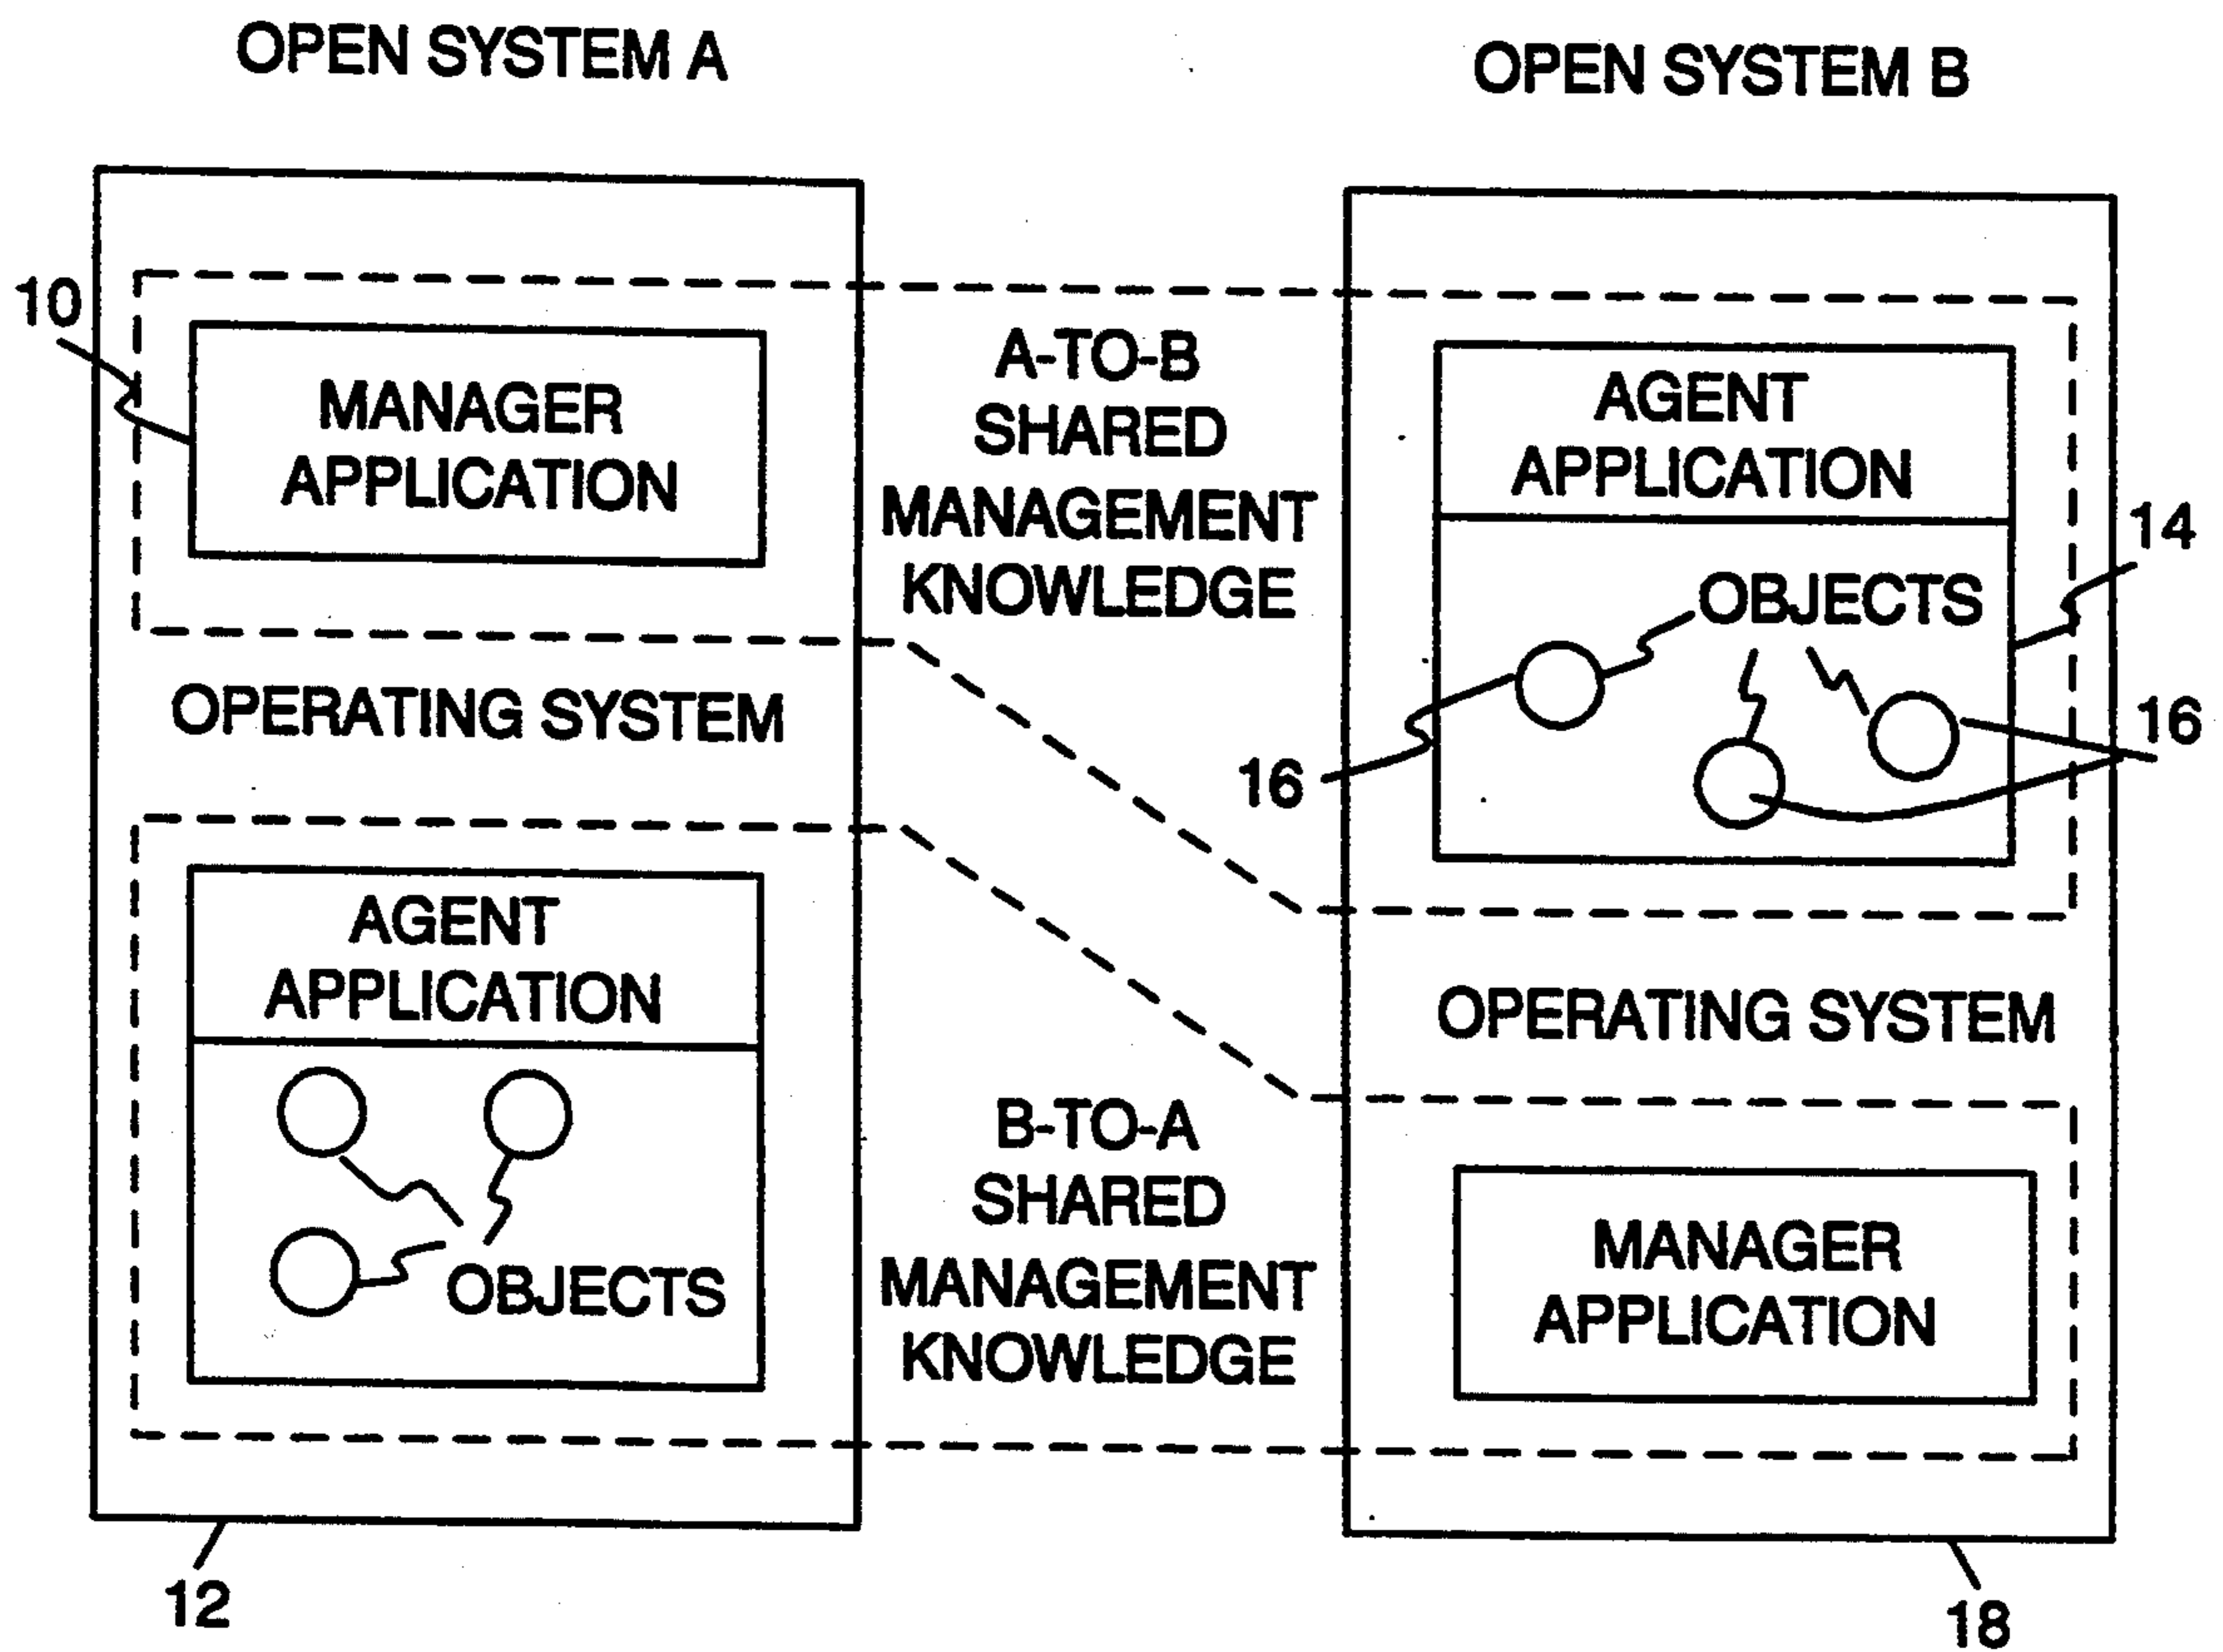 OPEN SYSTEM A
OPEN SYSTEM B
10
MANAGER
APPLICATION
A-TO-B
SHARED
MANAGEMENT
KNOWLEDGE
AGENT
APPLICATION
14
OBJECTS
16
16
OPERATING SYSTEM
AGENT
APPLICATION
OBJECTS
B-TO-A
SHARED
MANAGEMENT
KNOWLEDGE
OPERATING SYSTEM
MANAGER
APPLICATION
12
18